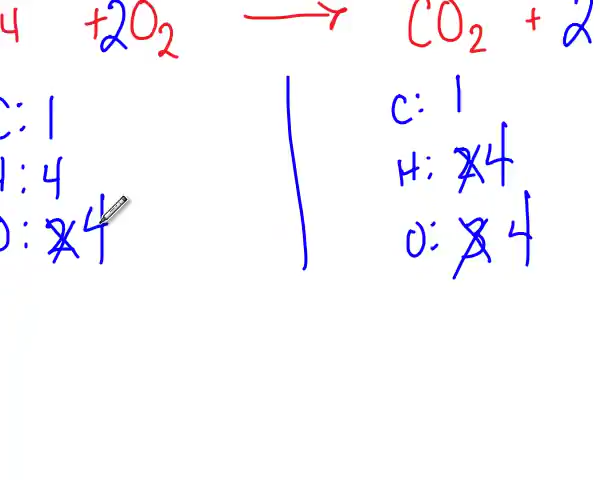 4 +2O₂ → CO₂ + 2
C: 1 C: 1
H: 4 H: 2 4
O: 2 4 O: 3 4